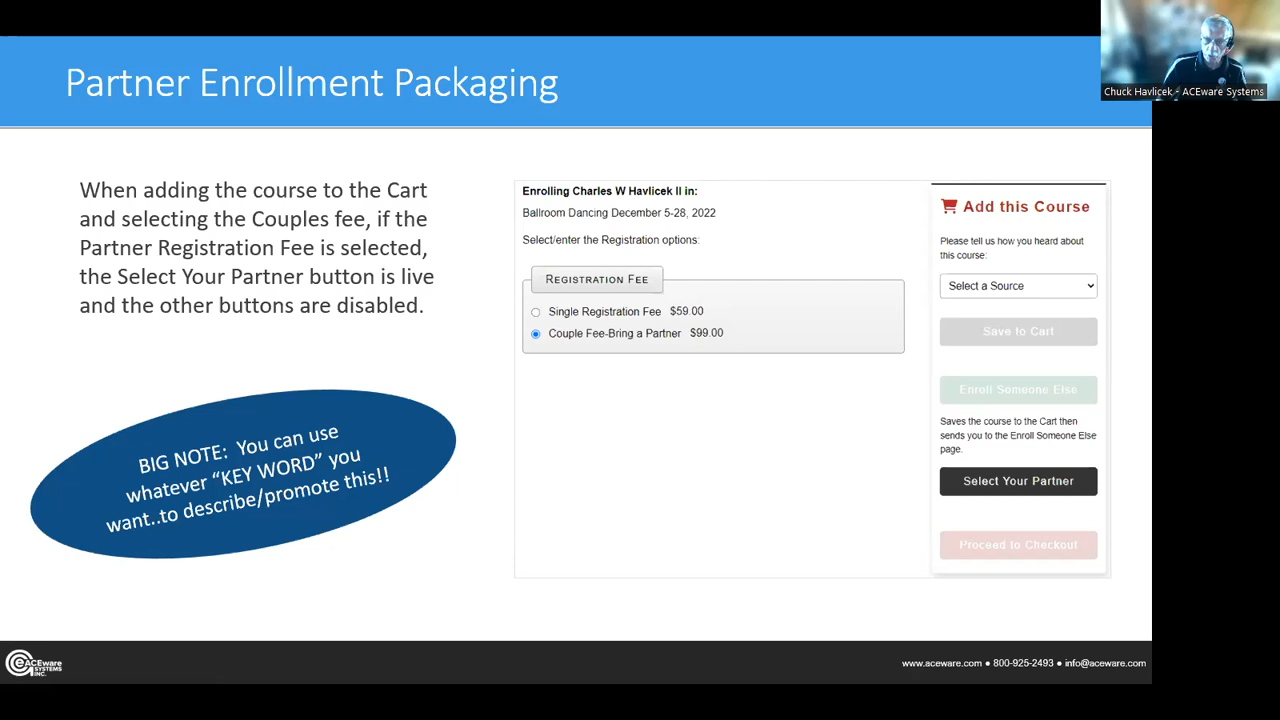 Partner Enrollment Packaging
Chuck Havlicek - ACEware Systems
When adding the course to the Cart
and selecting the Couples fee, if the
Partner Registration Fee is selected,
the Select Your Partner button is live
and the other buttons are disabled.
BIG NOTE: You can use
whatever “KEY WORD” you
want..to describe/promote this!!
Enrolling Charles W Havlicek II in:
Ballroom Dancing December 5-28, 2022
Select/enter the Registration options:
REGISTRATION FEE
Single Registration Fee $59.00
Couple Fee-Bring a Partner $99.00
Add this Course
Please tell us how you heard about
this course:
Select a Source
Save to Cart
Enroll Someone Else
Saves the course to the Cart then
sends you to the Enroll Someone Else
page.
Select Your Partner
Proceed to Checkout
ACEware
SYSTEMS
INC.
www.aceware.com ● 800-925-2493 ● info@aceware.com